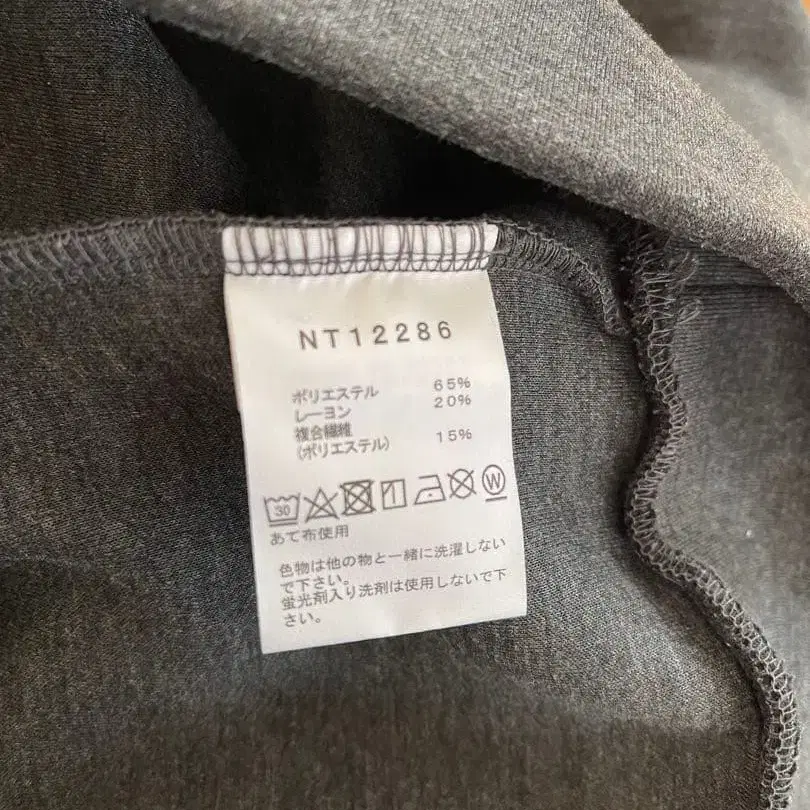 NT12286
ポリエステル 65%
レーヨン 20%
複合繊維
(ポリエステル) 15%
30 W
あて布使用
色物は他の物と一緒に洗濯しない
で下さい。
蛍光剤入り洗剤は使用しないで下
さい。